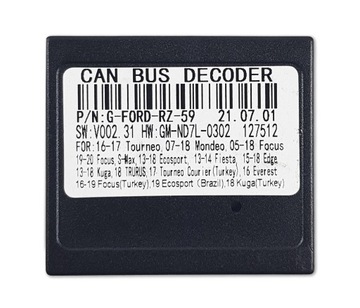 CAN BUS DECODER
P/N:G-FORD-RZ-59 21.07.01
SW:V002.31 HW:GM-ND7L-0302 127512
FOR:16-17 Tourneo,07-18 Mondeo,05-18 Focus
19-20 Focus,S-Max,13-18 Ecosport, 13-14 Fiesta, 15-18 Edge
13-18 Kuga,18 TRURUS,17 Tourneo Courier(Turkey),16 Everest
16-19 Focus(Turkey),19 Ecosport (Brazil),18 Kuga(Turkey)